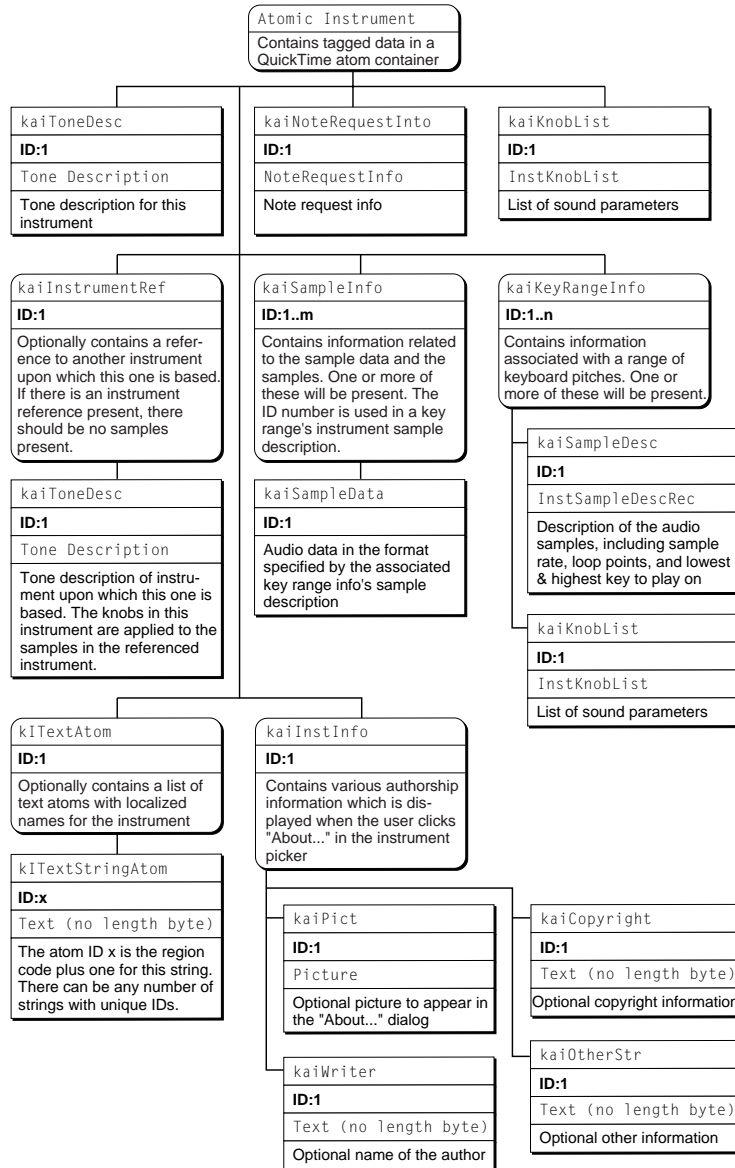 Atomic Instrument
Contains tagged data in a
QuickTime atom container
kaiToneDesc
ID:1
Tone Description
Tone description for this
instrument
kaiNoteRequestInto
ID:1
NoteRequestInfo
Note request info
kaiKnobList
ID:1
InstKnobList
List of sound parameters
kaiInstrumentRef
ID:1
Optionally contains a refer-
ence to another instrument
upon which this one is based.
If there is an instrument
reference present, there
should be no samples
present.
kaiSampleInfo
ID:1..m
Contains information related
to the sample data and the
samples. One or more of
these will be present. The
ID number is used in a key
range's instrument sample
description.
kaiKeyRangeInfo
ID:1..n
Contains information
associated with a range of
keyboard pitches. One or
more of these will be present.
kaiToneDesc
ID:1
Tone Description
Tone description of instru-
ment upon which this one is
based. The knobs in this
instrument are applied to the
samples in the referenced
instrument.
kaiSampleData
ID:1
Audio data in the format
specified by the associated
key range info's sample
description
kaiSampleDesc
ID:1
InstSampleDescRec
Description of the audio
samples, including sample
rate, loop points, and lowest
& highest key to play on
kaiKnobList
ID:1
InstKnobList
List of sound parameters
kITextAtom
ID:1
Optionally contains a list of
text atoms with localized
names for the instrument
kaiInstInfo
ID:1
Contains various authorship
information which is dis-
played when the user clicks
"About..." in the instrument
picker
kITextStringAtom
ID:x
Text (no length byte)
The atom ID x is the region
code plus one for this string.
There can be any number of
strings with unique IDs.
kaiPict
ID:1
Picture
Optional picture to appear in
the "About..." dialog
kaiCopyright
ID:1
Text (no length byte)
Optional copyright information
kaiWriter
ID:1
Text (no length byte)
Optional name of the author
kaiOtherStr
ID:1
Text (no length byte)
Optional other information